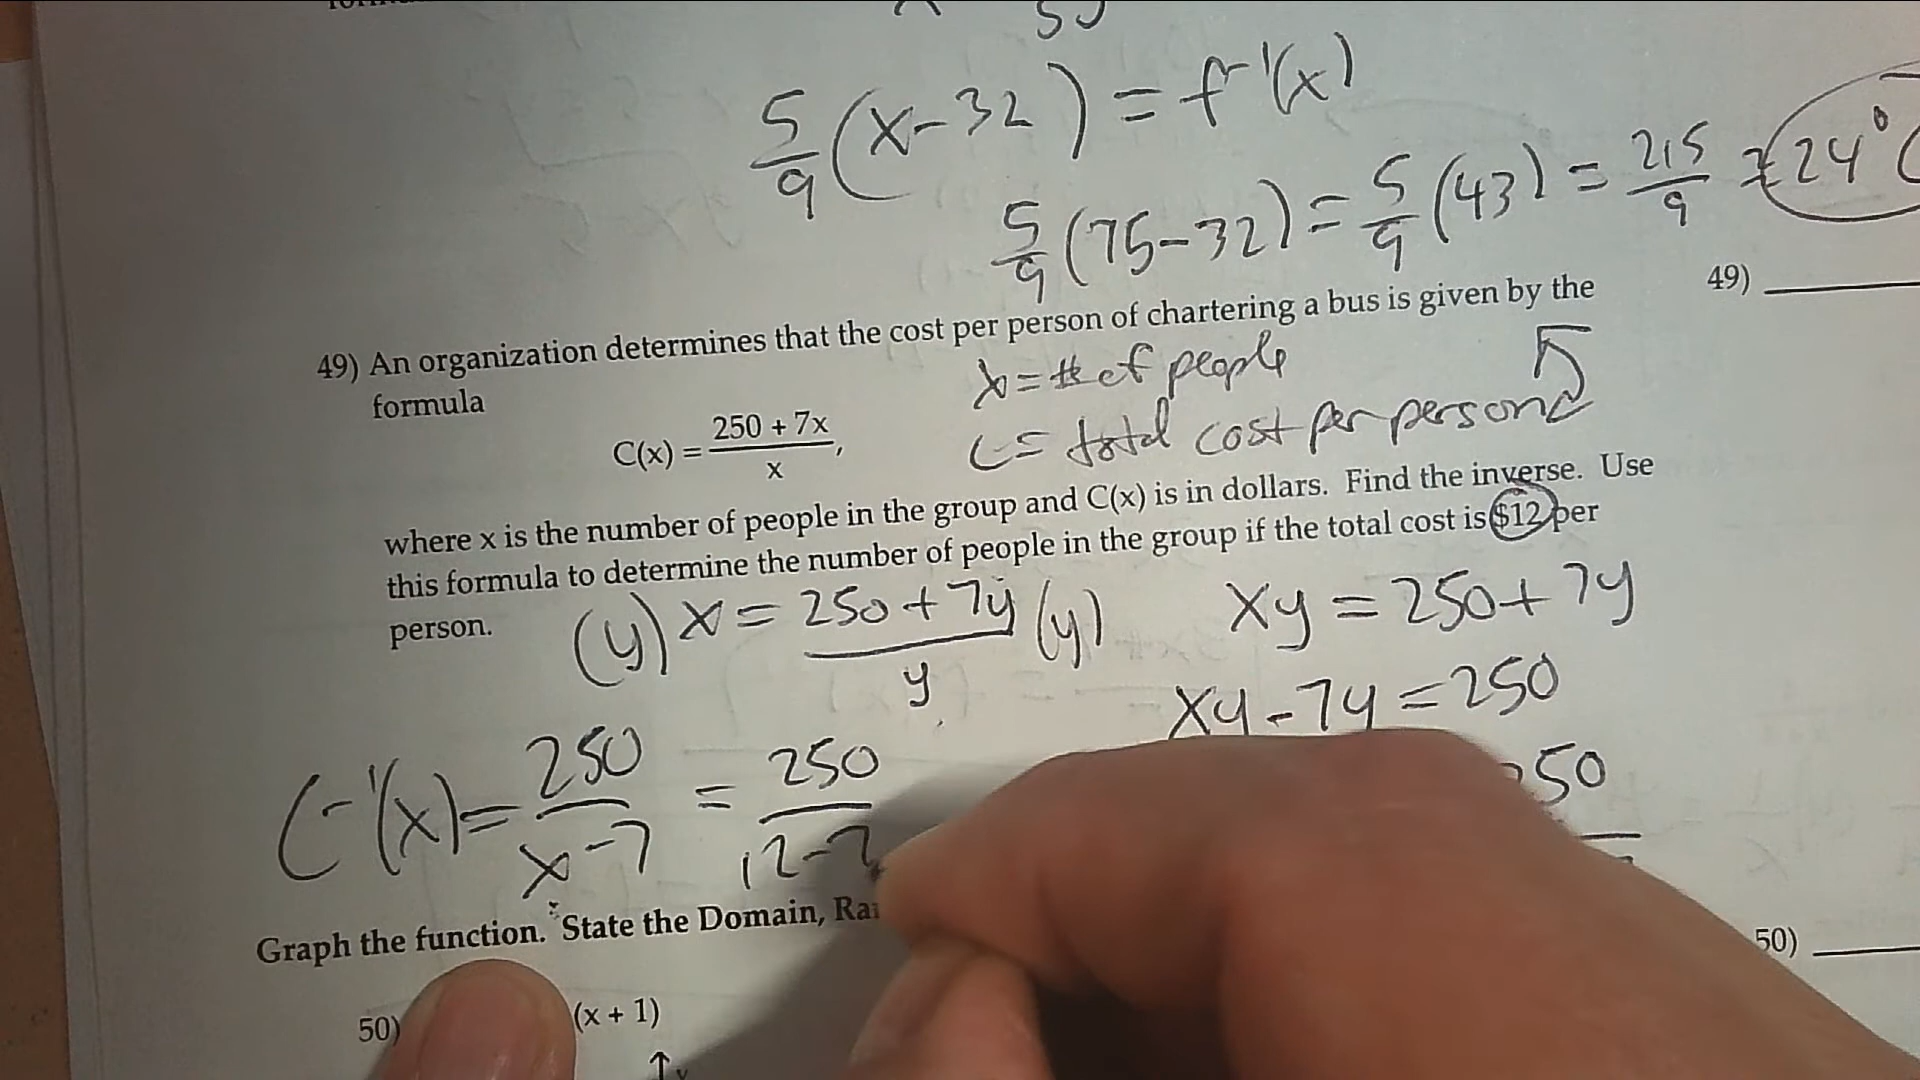 5/9 (x-32) = f⁻¹(x)
5/9 (75-32) = 5/9 (43) = 215/9 ≈ 24°
49) An organization determines that the cost per person of chartering a bus is given by the
49)
formula
x = # of people
C(x) = (250 + 7x)/x,
C = total cost per person
where x is the number of people in the group and C(x) is in dollars. Find the inverse. Use
this formula to determine the number of people in the group if the total cost is $12 per
person.
(y) x = (250 + 7y)/y (y)
xy = 250 + 7y
xy - 7y = 250
C⁻¹(x) = 250/(x-7) = 250/(12-7
50
Graph the function. State the Domain,
50)
50)
(x + 1)
y